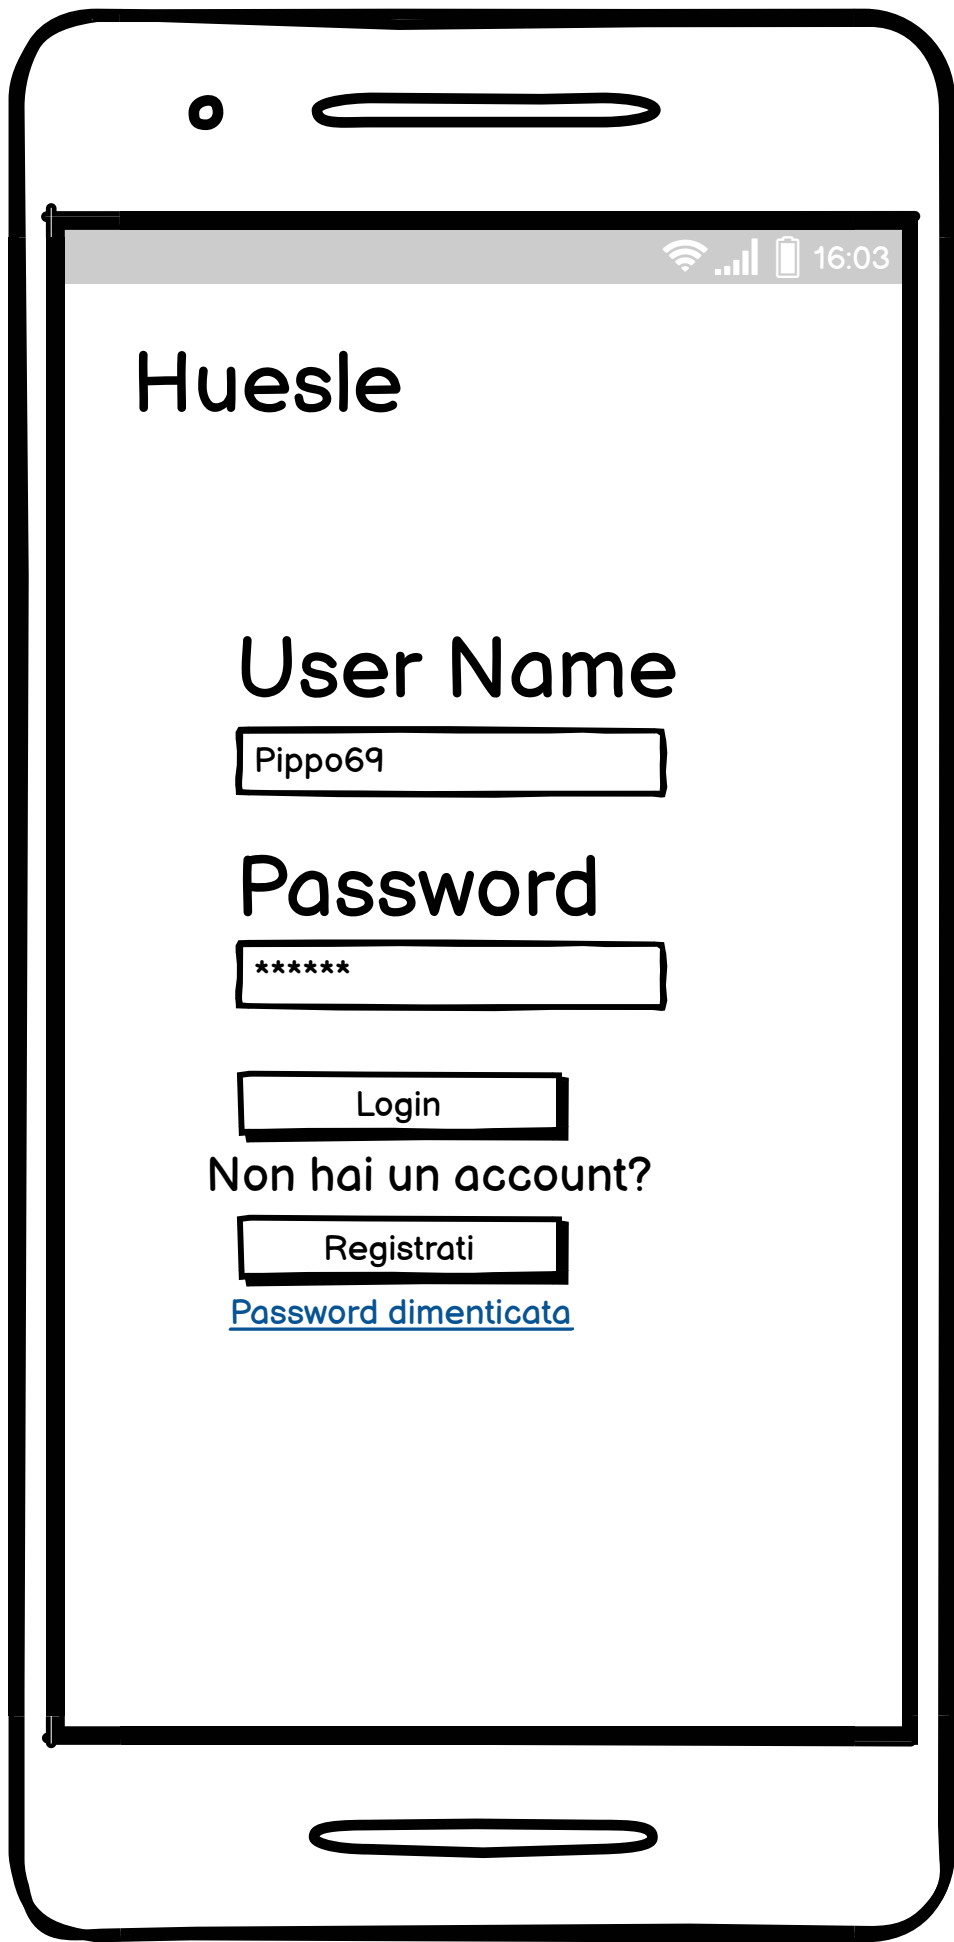 16:03
Huesle
User Name
Pippo69
Password
******
Login
Non hai un account?
Registrati
Password dimenticata